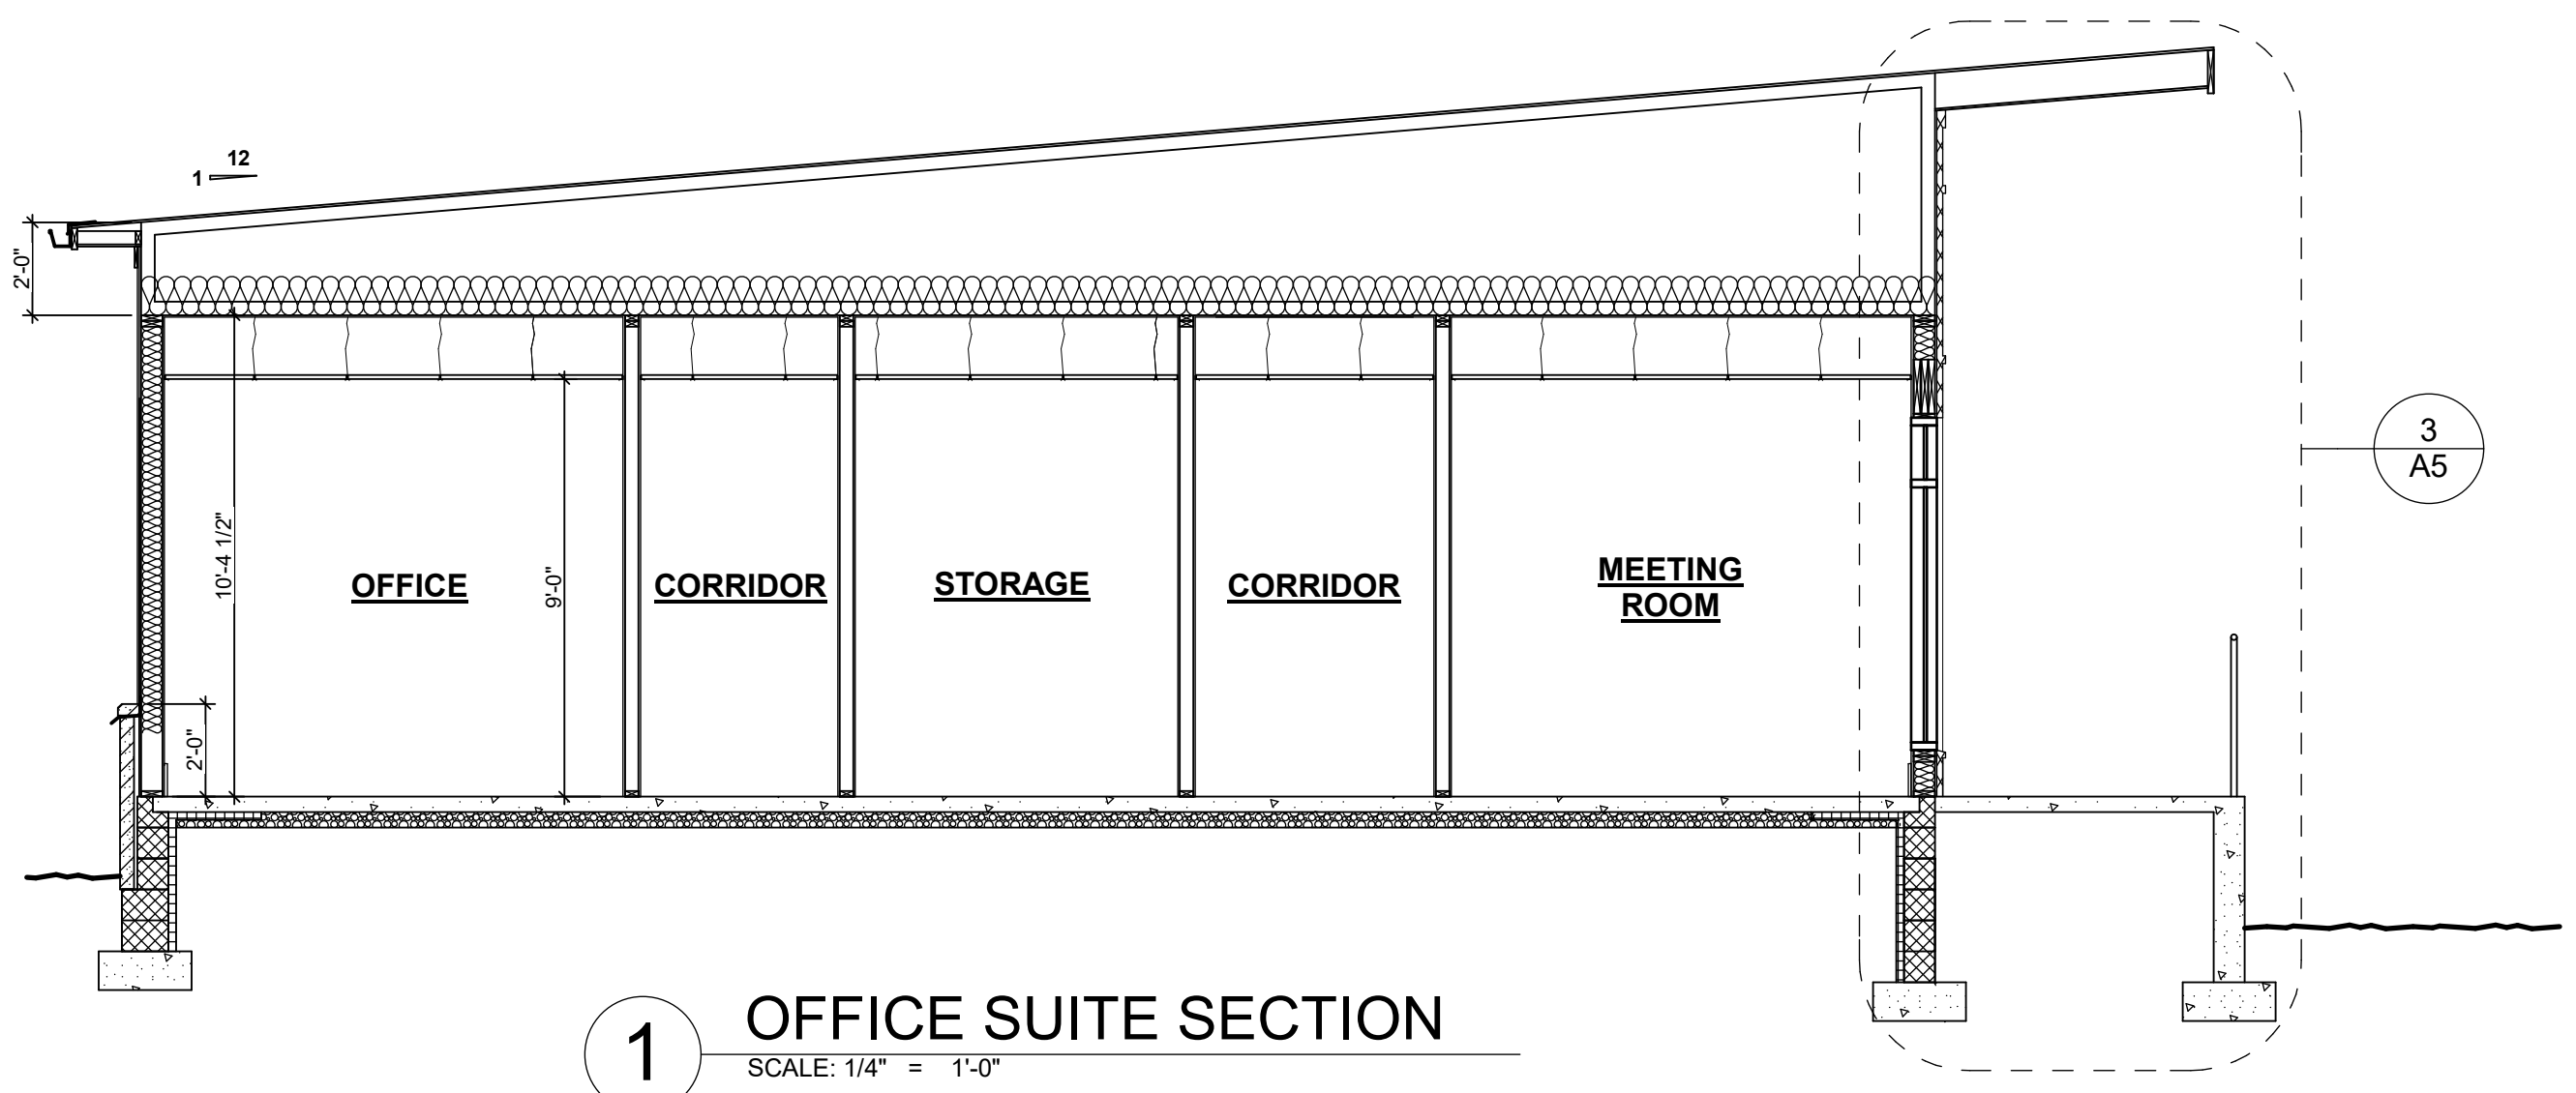 12
1
2'-0"
10'-4 1/2"
9'-0"
2'-0"
OFFICE
CORRIDOR
STORAGE
CORRIDOR
MEETING
ROOM
3
A5
1
OFFICE SUITE SECTION
SCALE: 1/4" = 1'-0"